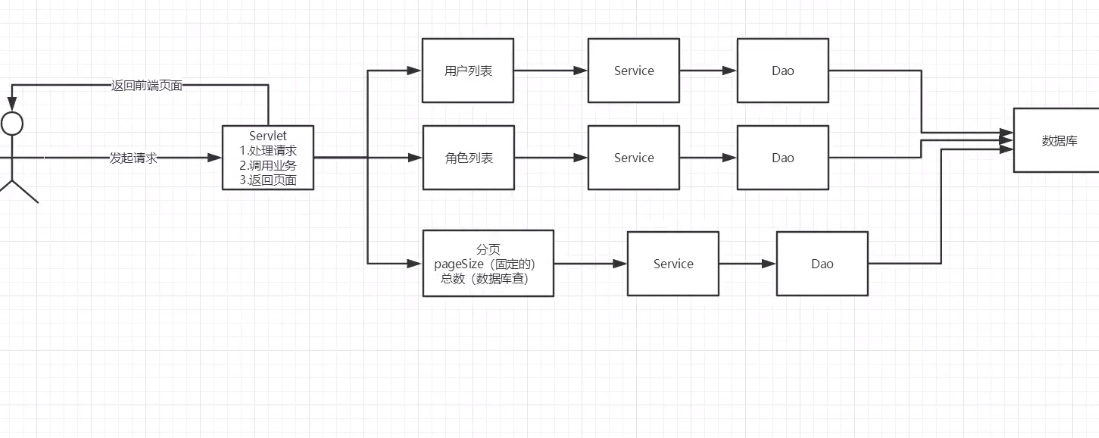 返回前端页面
发起请求
Servlet
1.处理请求
2.调用业务
3.返回页面
用户列表
Service
Dao
角色列表
Service
Dao
分页
pageSize（固定的）
总数（数据库查）
Service
Dao
数据库